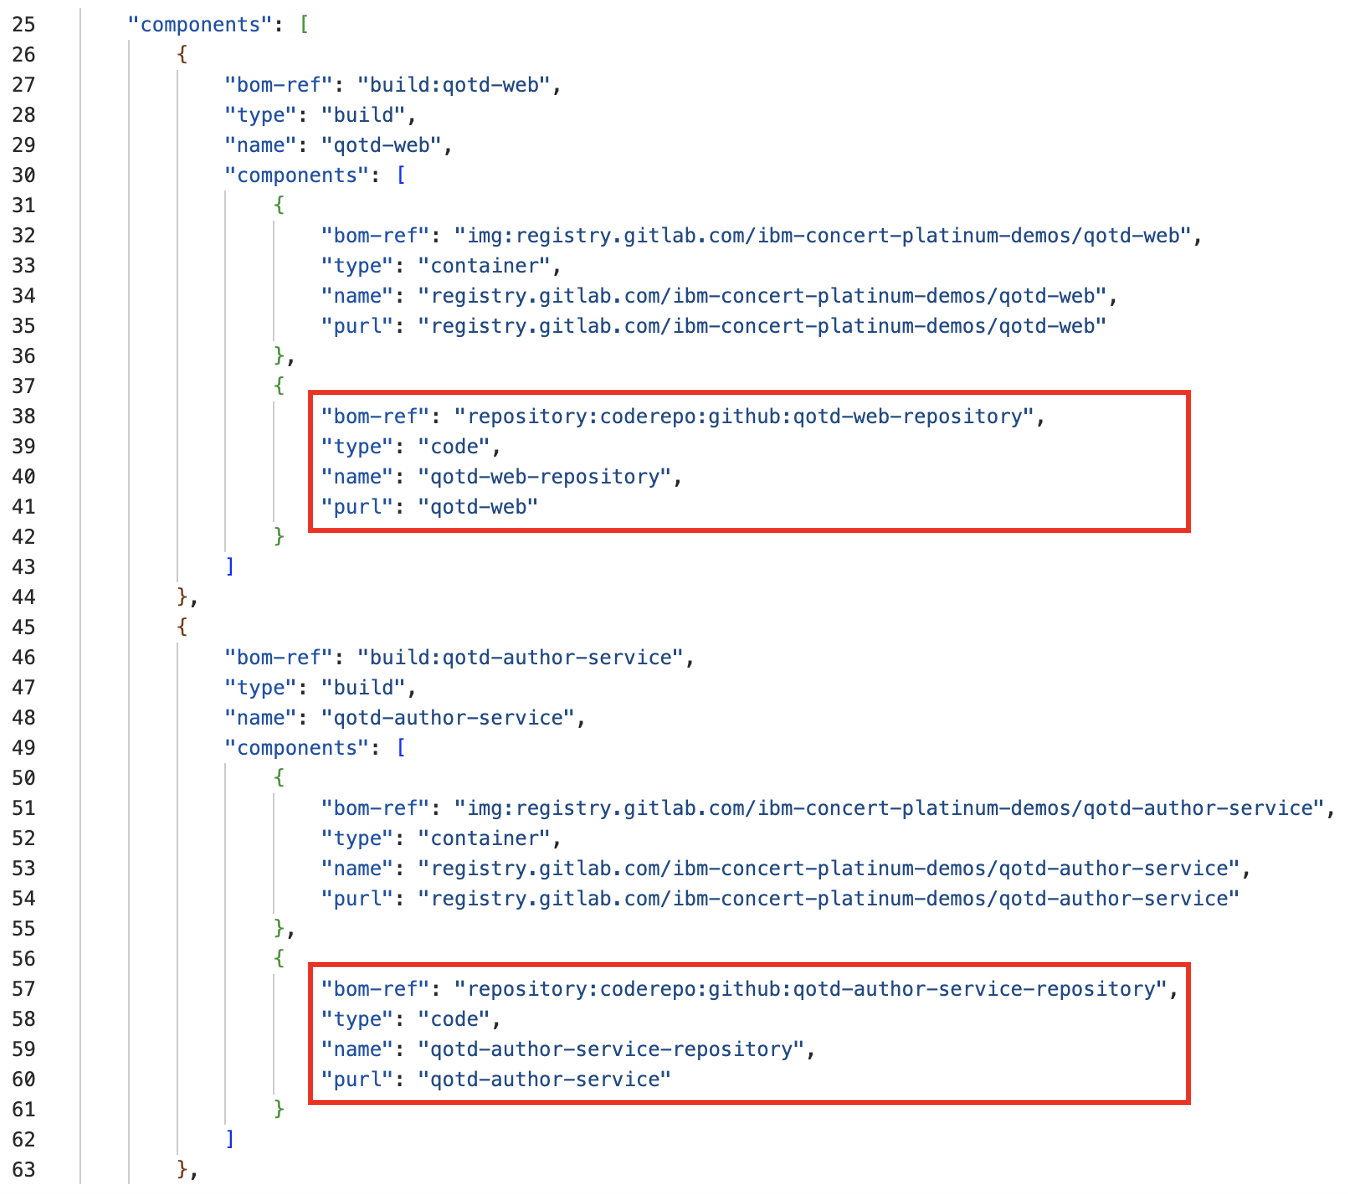 25 "components": [
26 {
27 "bom-ref": "build:qotd-web",
28 "type": "build",
29 "name": "qotd-web",
30 "components": [
31 {
32 "bom-ref": "img:registry.gitlab.com/ibm-concert-platinum-demos/qotd-web",
33 "type": "container",
34 "name": "registry.gitlab.com/ibm-concert-platinum-demos/qotd-web",
35 "purl": "registry.gitlab.com/ibm-concert-platinum-demos/qotd-web"
36 },
37 {
38 "bom-ref": "repository:coderepo:github:qotd-web-repository",
39 "type": "code",
40 "name": "qotd-web-repository",
41 "purl": "qotd-web"
42 }
43 ]
44 },
45 {
46 "bom-ref": "build:qotd-author-service",
47 "type": "build",
48 "name": "qotd-author-service",
49 "components": [
50 {
51 "bom-ref": "img:registry.gitlab.com/ibm-concert-platinum-demos/qotd-author-service",
52 "type": "container",
53 "name": "registry.gitlab.com/ibm-concert-platinum-demos/qotd-author-service",
54 "purl": "registry.gitlab.com/ibm-concert-platinum-demos/qotd-author-service"
55 },
56 {
57 "bom-ref": "repository:coderepo:github:qotd-author-service-repository",
58 "type": "code",
59 "name": "qotd-author-service-repository",
60 "purl": "qotd-author-service"
61 }
62 ]
63 },